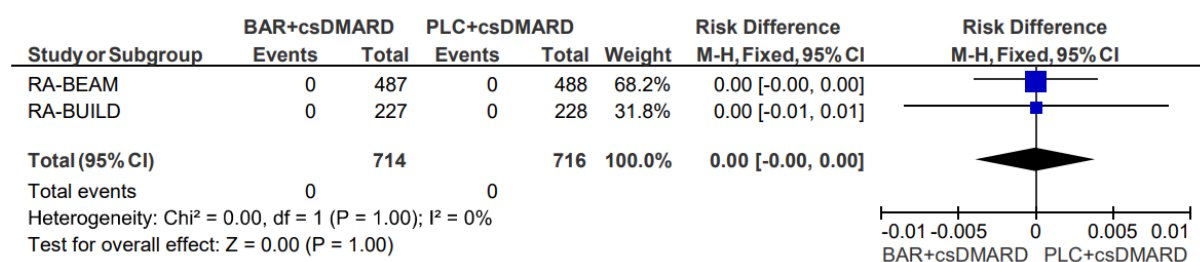 BAR+csDMARD PLC+csDMARD Risk Difference Risk Difference
Study or Subgroup Events Total Events Total Weight M-H, Fixed, 95% CI M-H, Fixed, 95% CI
RA-BEAM 0 487 0 488 68.2% 0.00 [-0.00, 0.00]
RA-BUILD 0 227 0 228 31.8% 0.00 [-0.01, 0.01]
Total (95% CI) 714 716 100.0% 0.00 [-0.00, 0.00]
Total events 0 0
Heterogeneity: Chi² = 0.00, df = 1 (P = 1.00); I² = 0%
Test for overall effect: Z = 0.00 (P = 1.00)
-0.01 -0.005 0 0.005 0.01
BAR+csDMARD PLC+csDMARD